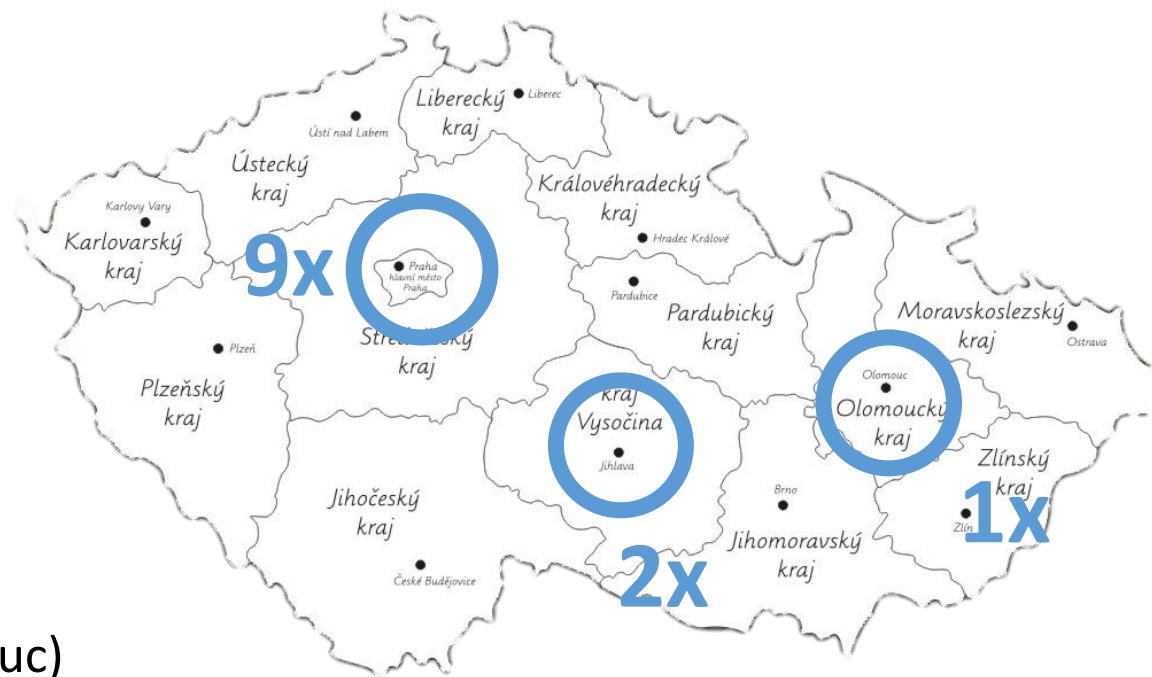 Liberecký
kraj
Liberec
Ústí nad Labem
Ústecký
kraj
Královéhradecký
kraj
Hradec Králové
Karlovy Vary
Karlovarský
kraj
9x
Praha
hlavní město
Praha
kraj
Pardubice
Pardubický
kraj
Moravskoslezský
kraj
Ostrava
Plzeň
Plzeňský
kraj
kraj
Vysočina
Jihlava
Olomouc
Olomoucký
kraj
Zlínský
kraj
Zlín
1x
Jihočeský
kraj
České Budějovice
Brno
Jihomoravský
kraj
2x
uc)